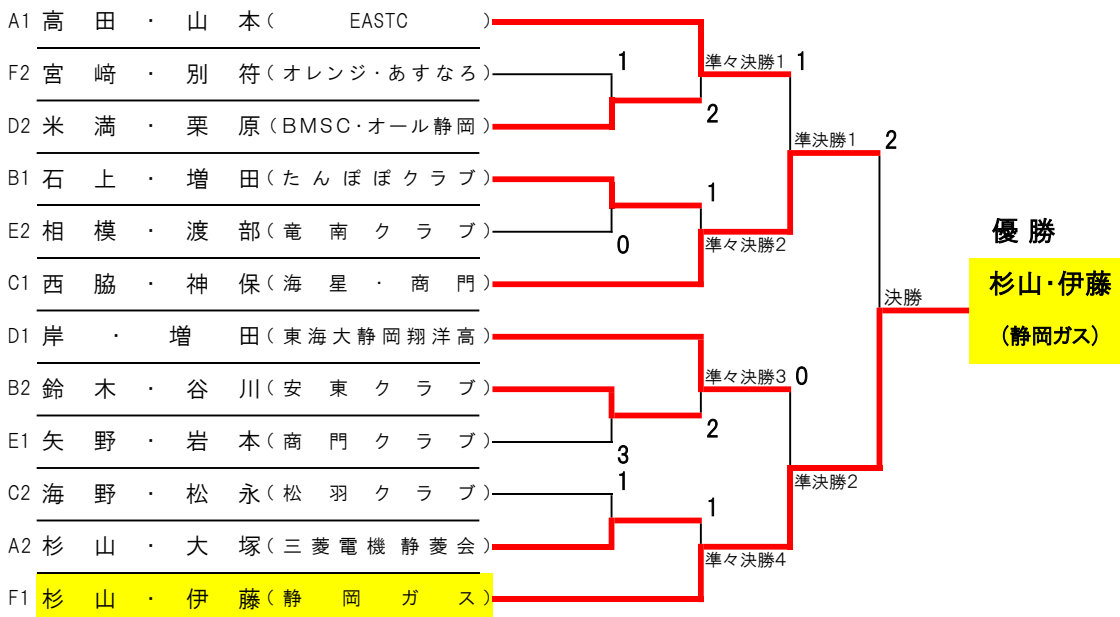 A1 高田・山本(EASTC)
F2 宮﨑・別符(オレンジ・あすなろ)
D2 米満・栗原(BMSC・オール静岡)
B1 石上・増田(たんぽぽクラブ)
E2 相模・渡部(竜南クラブ)
C1 西脇・神保(海星・商門)
D1 岸・増田(東海大静岡翔洋高)
B2 鈴木・谷川(安東クラブ)
E1 矢野・岩本(商門クラブ)
C2 海野・松永(松羽クラブ)
A2 杉山・大塚(三菱電機静菱会)
F1 杉山・伊藤(静岡ガス)
1
0
3
1
2
1
2
1
準々決勝1 1
準々決勝2
準々決勝3 0
準々決勝4
準決勝1 2
準決勝2
決勝
優勝
杉山・伊藤
(静岡ガス)